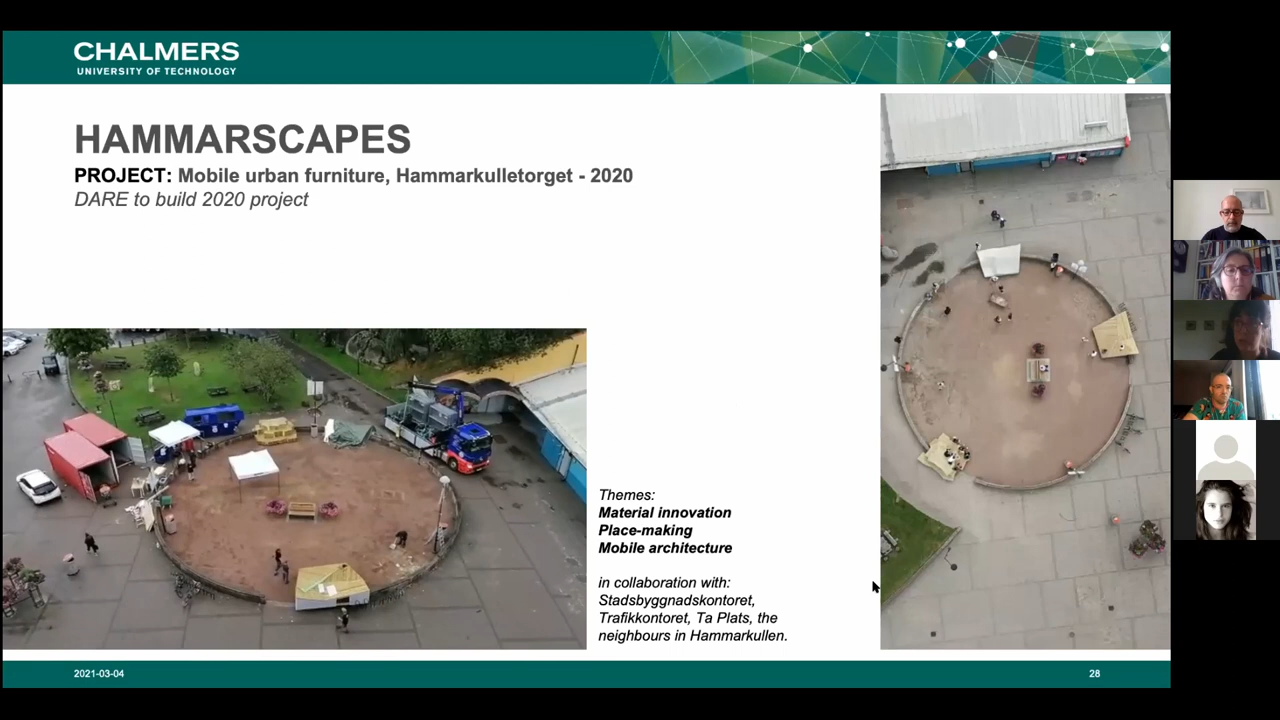 CHALMERS
UNIVERSITY OF TECHNOLOGY
HAMMARSCAPES
PROJECT: Mobile urban furniture, Hammarkulletorget - 2020
DARE to build 2020 project
Themes:
Material innovation
Place-making
Mobile architecture
in collaboration with:
Stadsbyggnadskontoret,
Trafikkontoret, Ta Plats, the
neighbours in Hammarkullen.
2021-03-04
28